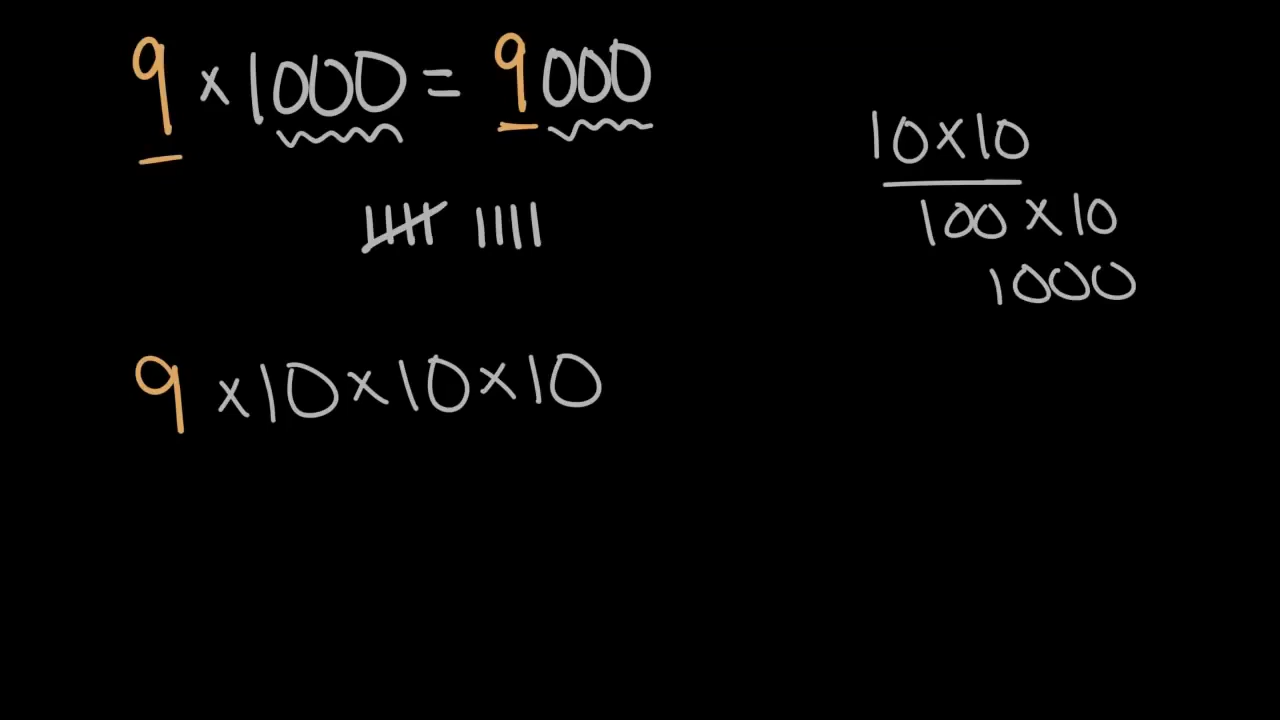 9 × 1000 = 9000
10 × 10
100 × 10
1000
9 × 10 × 10 × 10